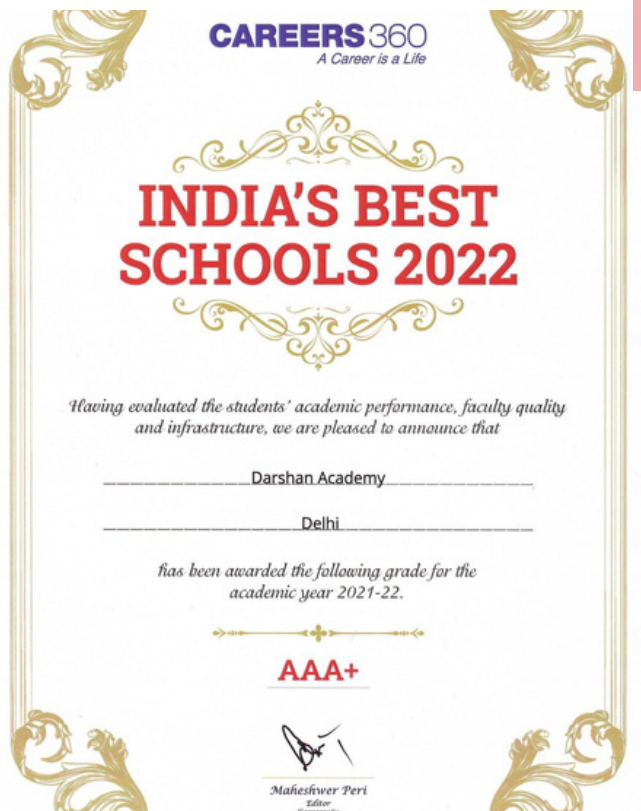 CAREERS360
A Career is a Life
INDIA'S BEST
SCHOOLS 2022
Having evaluated the students' academic performance, faculty quality
and infrastructure, we are pleased to announce that
Darshan Academy
Delhi
has been awarded the following grade for the
academic year 2021-22.
AAA+
Maheshwer Peri
Editor